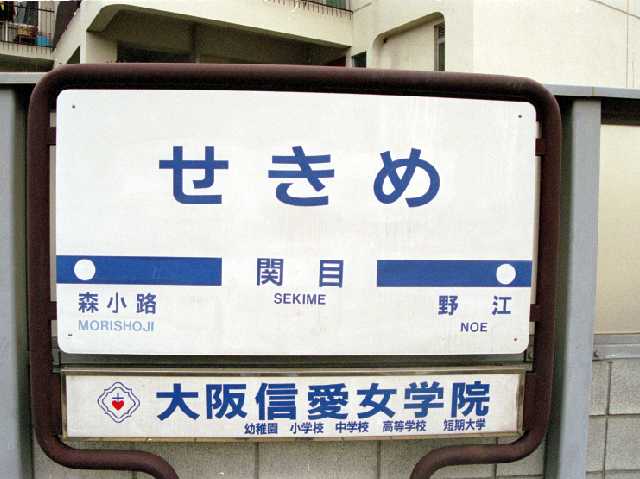 せきめ
関目
SEKIME
森小路
MORISHOJI
野江
NOE
大阪信愛女学院
幼稚園 小学校 中学校 高等学校 短期大学